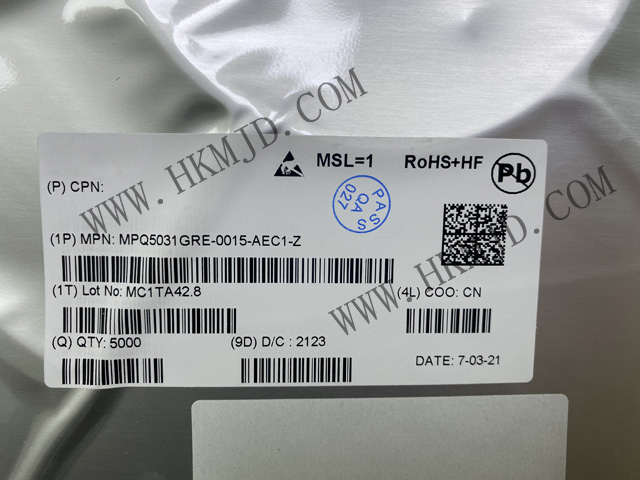 WWW.HKMJD.COM
MSL=1 RoHS+HF Pb
(P) CPN:
PASS
QA
027
(1P) MPN: MPQ5031GRE-0015-AEC1-Z
(1T) Lot No: MC1TA42.8
(4L) COO: CN
(Q) QTY: 5000
(9D) D/C : 2123
DATE: 7-03-21
WWW.HKMJD.COM